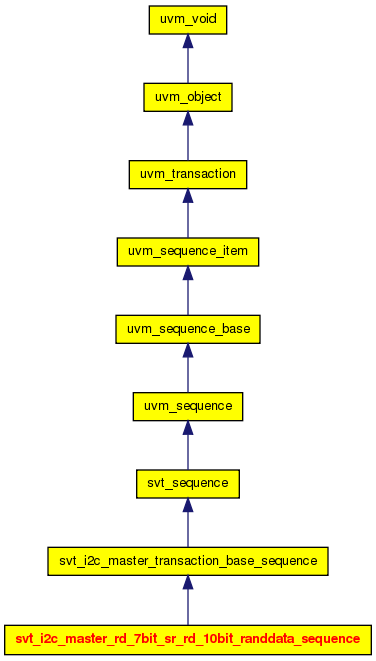 uvm_void
uvm_object
uvm_transaction
uvm_sequence_item
uvm_sequence_base
uvm_sequence
svt_sequence
svt_i2c_master_transaction_base_sequence
svt_i2c_master_rd_7bit_sr_rd_10bit_randdata_sequence